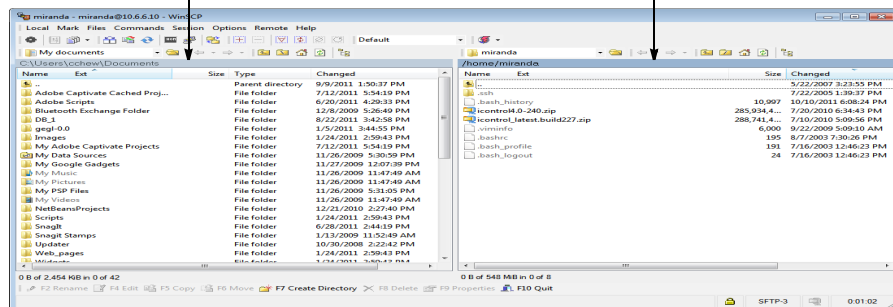 miranda - miranda@10.6.6.10 - WinSCP
Local Mark Files Commands Session Options Remote Help
Default
My documents
miranda
C:\Users\cchew\Documents
/home/miranda
Name Ext Size Type Changed
Name Ext Size Changed
.. Parent directory 9/9/2011 1:50:37 PM
Adobe Captivate Cached Proj... File folder 7/12/2011 5:54:19 PM
Adobe Scripts File folder 6/20/2011 4:29:33 PM
Bluetooth Exchange Folder File folder 12/8/2009 5:26:49 PM
DB_1 File folder 8/22/2011 3:42:58 PM
gegl-0.0 File folder 1/5/2011 3:44:55 PM
Images File folder 1/24/2011 2:59:43 PM
My Adobe Captivate Projects File folder 7/12/2011 5:54:19 PM
My Data Sources File folder 11/26/2009 5:30:59 PM
My Google Gadgets File folder 11/27/2009 12:07:39 PM
My Music File folder 11/26/2009 11:47:49 AM
My Pictures File folder 11/26/2009 11:47:49 AM
My PSP Files File folder 11/26/2009 5:31:05 PM
My Videos File folder 11/26/2009 11:47:49 AM
NetBeansProjects File folder 12/21/2010 2:27:40 PM
Scripts File folder 1/24/2011 2:59:43 PM
SnagIt File folder 6/28/2011 2:44:19 PM
Snagit Stamps File folder 1/13/2009 11:52:49 AM
Updater File folder 10/30/2008 2:22:42 PM
Web_pages File folder 1/24/2011 2:59:43 PM
Widgets File folder 1/24/2011 2:59:43 PM
.. 5/22/2007 3:23:55 PM
.ssh 7/22/2005 1:39:37 PM
.bash_history 10,997 10/10/2011 6:08:24 PM
icontrol4.0-240.zip 285,934,4... 7/20/2010 6:34:43 PM
icontrol_latest.build227.zip 288,741,4... 7/10/2010 5:09:56 PM
.viminfo 6,000 9/22/2009 5:09:10 AM
.bashrc 195 8/7/2003 7:30:26 PM
.bash_profile 191 7/16/2003 12:46:23 PM
.bash_logout 24 7/16/2003 12:46:23 PM
0 B of 2,454 KiB in 0 of 42
0 B of 548 MiB in 0 of 8
F2 Rename F4 Edit F5 Copy F6 Move F7 Create Directory F8 Delete F9 Properties F10 Quit
SFTP-3 0:01:02